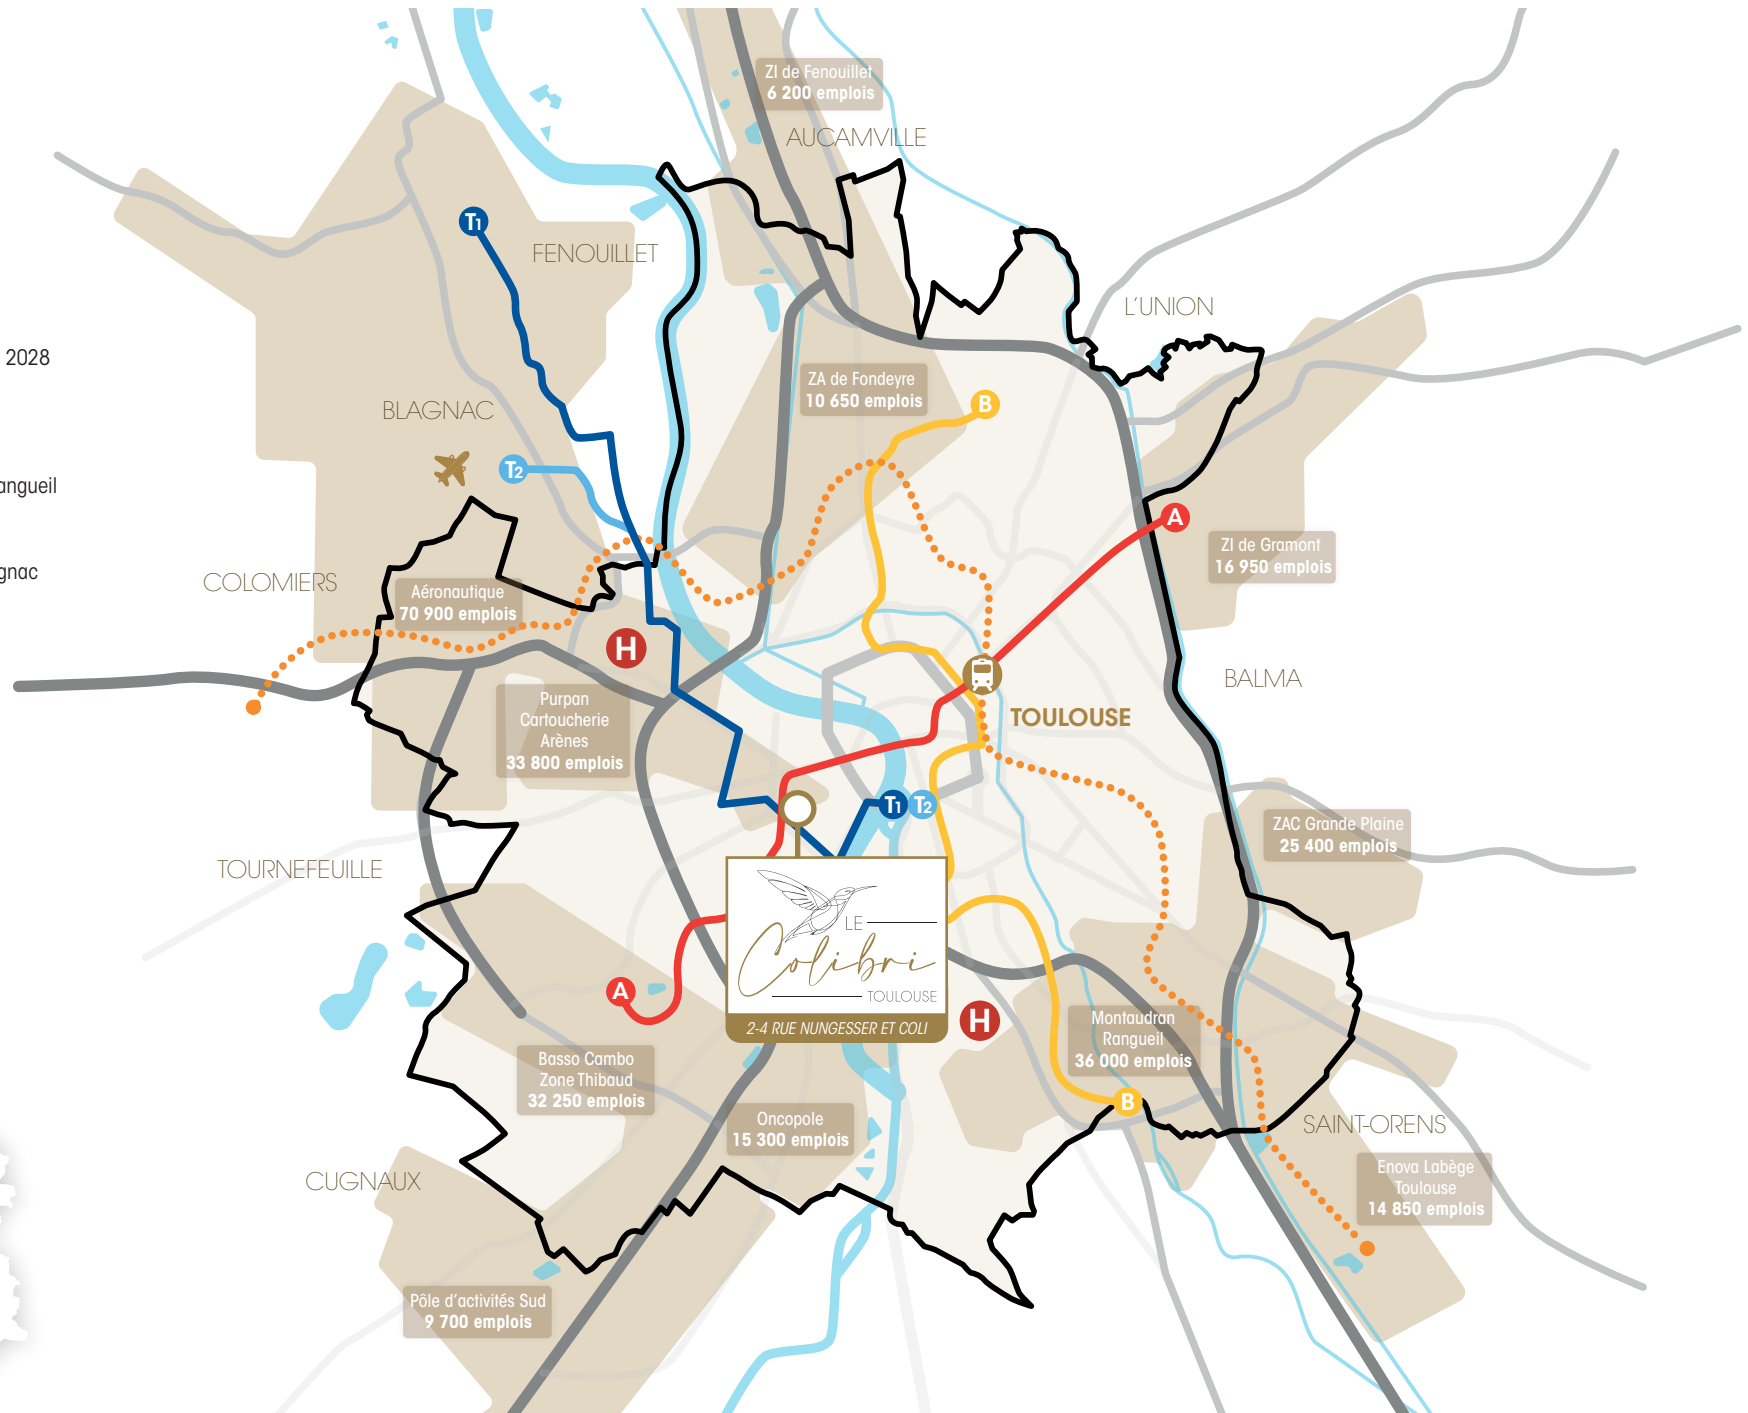 ZI de Fenouillet
6 200 emplois
AUCAMVILLE
T1
FENOUILLET
L'UNION
2028
ZA de Fondeyre
10 650 emplois
B
BLAGNAC
T2
angueil
A
ZI de Gramont
16 950 emplois
gnac
COLOMIERS
Aéronautique
70 900 emplois
H
BALMA
Purpan
Cartoucherie
Arènes
33 800 emplois
TOULOUSE
T1 T2
ZAC Grande Plaine
25 400 emplois
TOURNEFEUILLE
LE
Colibri
TOULOUSE
2-4 RUE NUNGESSER ET COLI
A
H
Montaudran
Rangueil
36 000 emplois
Basso Cambo
Zone Thibaud
32 250 emplois
B
Oncopole
15 300 emplois
SAINT-ORENS
CUGNAUX
Enova Labège
Toulouse
14 850 emplois
Pôle d'activités Sud
9 700 emplois